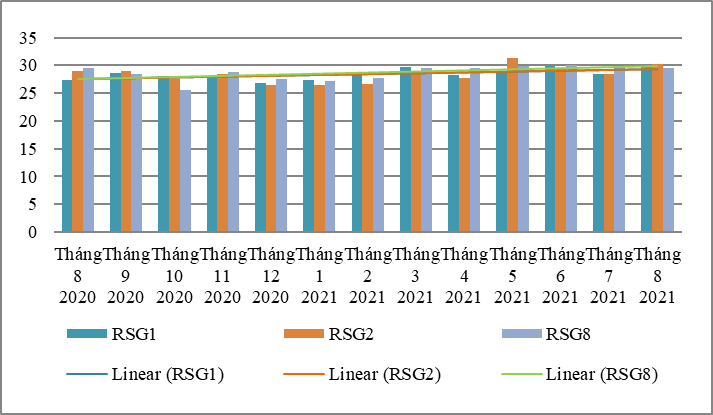 35
30
25
20
15
10
5
0
Tháng Tháng Tháng Tháng Tháng Tháng Tháng Tháng Tháng Tháng Tháng Tháng Tháng
8 9 10 11 12 1 2 3 4 5 6 7 8
2020 2020 2020 2020 2020 2021 2021 2021 2021 2021 2021 2021 2021
RSG1 RSG2 RSG8
Linear (RSG1) Linear (RSG2) Linear (RSG8)